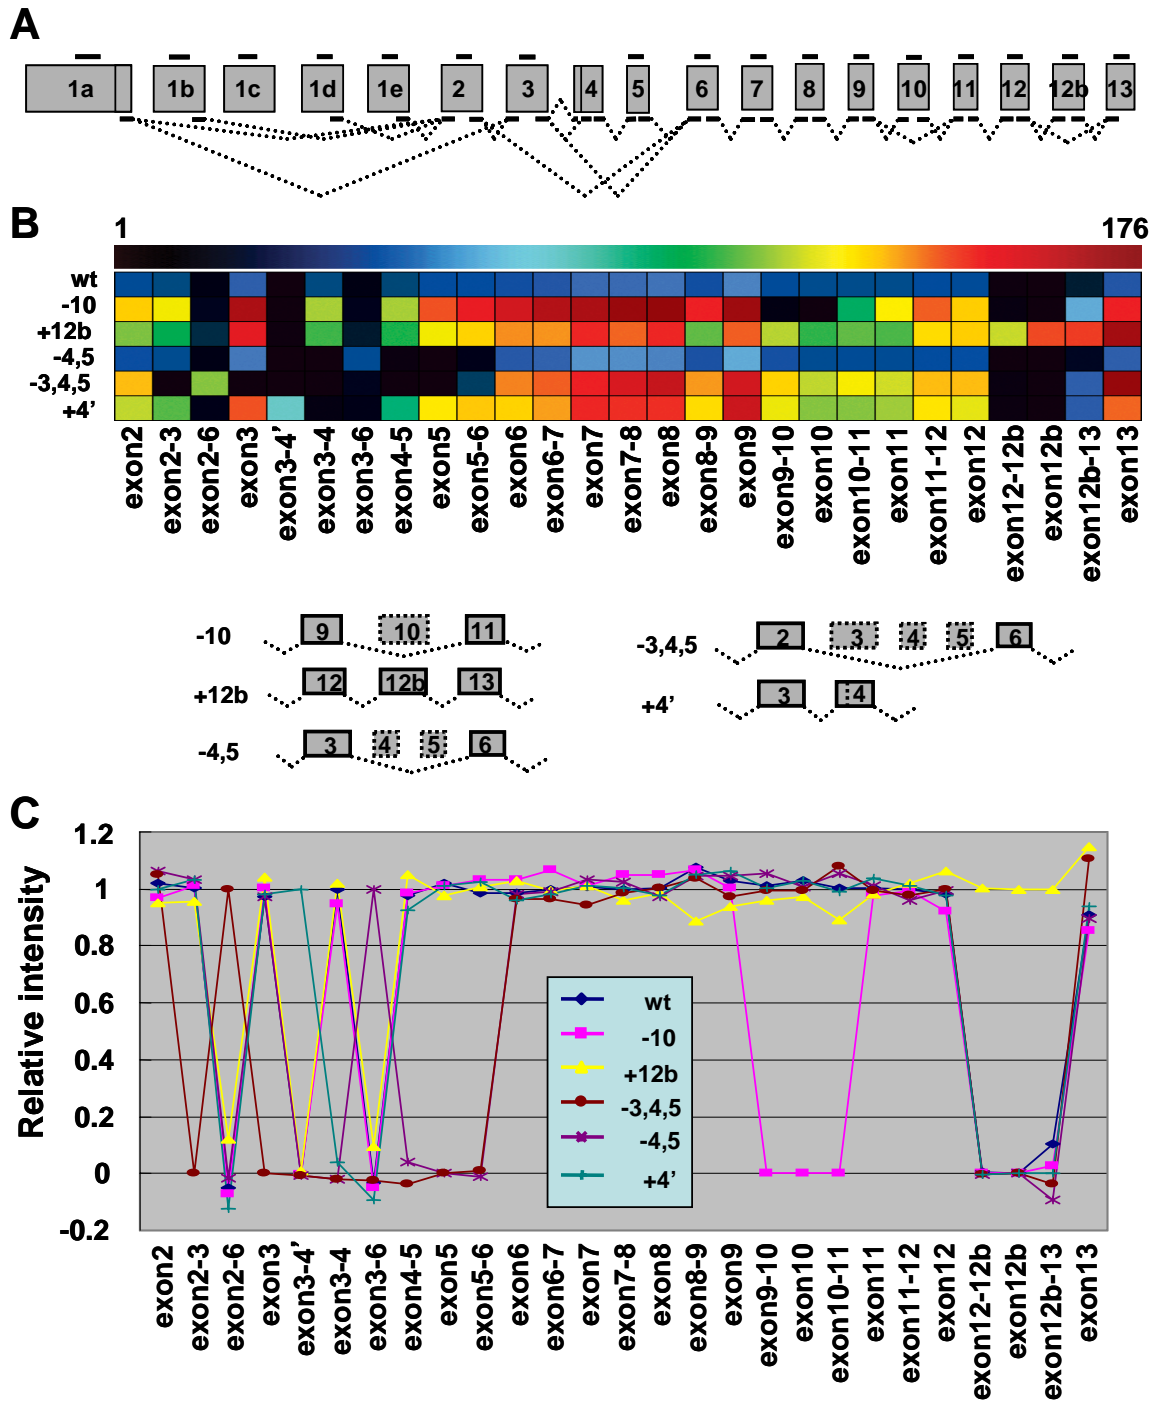 A
1a 1b 1c 1d 1e 2 3 4 5 6 7 8 9 10 11 12 12b 13
B
1 176
wt
-10
+12b
-4,5
-3,4,5
+4’
exon2 exon2-3 exon2-6 exon3 exon3-4’ exon3-4 exon3-6 exon4-5 exon5 exon5-6 exon6 exon6-7 exon7 exon7-8 exon8 exon8-9 exon9 exon9-10 exon10 exon10-11 exon11 exon11-12 exon12 exon12-12b exon12b exon12b-13 exon13
-10 9 10 11
-3,4,5 2 3 4 5 6
+12b 12 12b 13
+4’ 3 4
-4,5 3 4 5 6
C
Relative intensity
1.2
1
0.8
0.6
0.4
0.2
0
-0.2
wt
-10
+12b
-3,4,5
-4,5
+4’
exon2 exon2-3 exon2-6 exon3 exon3-4’ exon3-4 exon3-6 exon4-5 exon5 exon5-6 exon6 exon6-7 exon7 exon7-8 exon8 exon8-9 exon9 exon9-10 exon10 exon10-11 exon11 exon11-12 exon12 exon12-12b exon12b exon12b-13 exon13